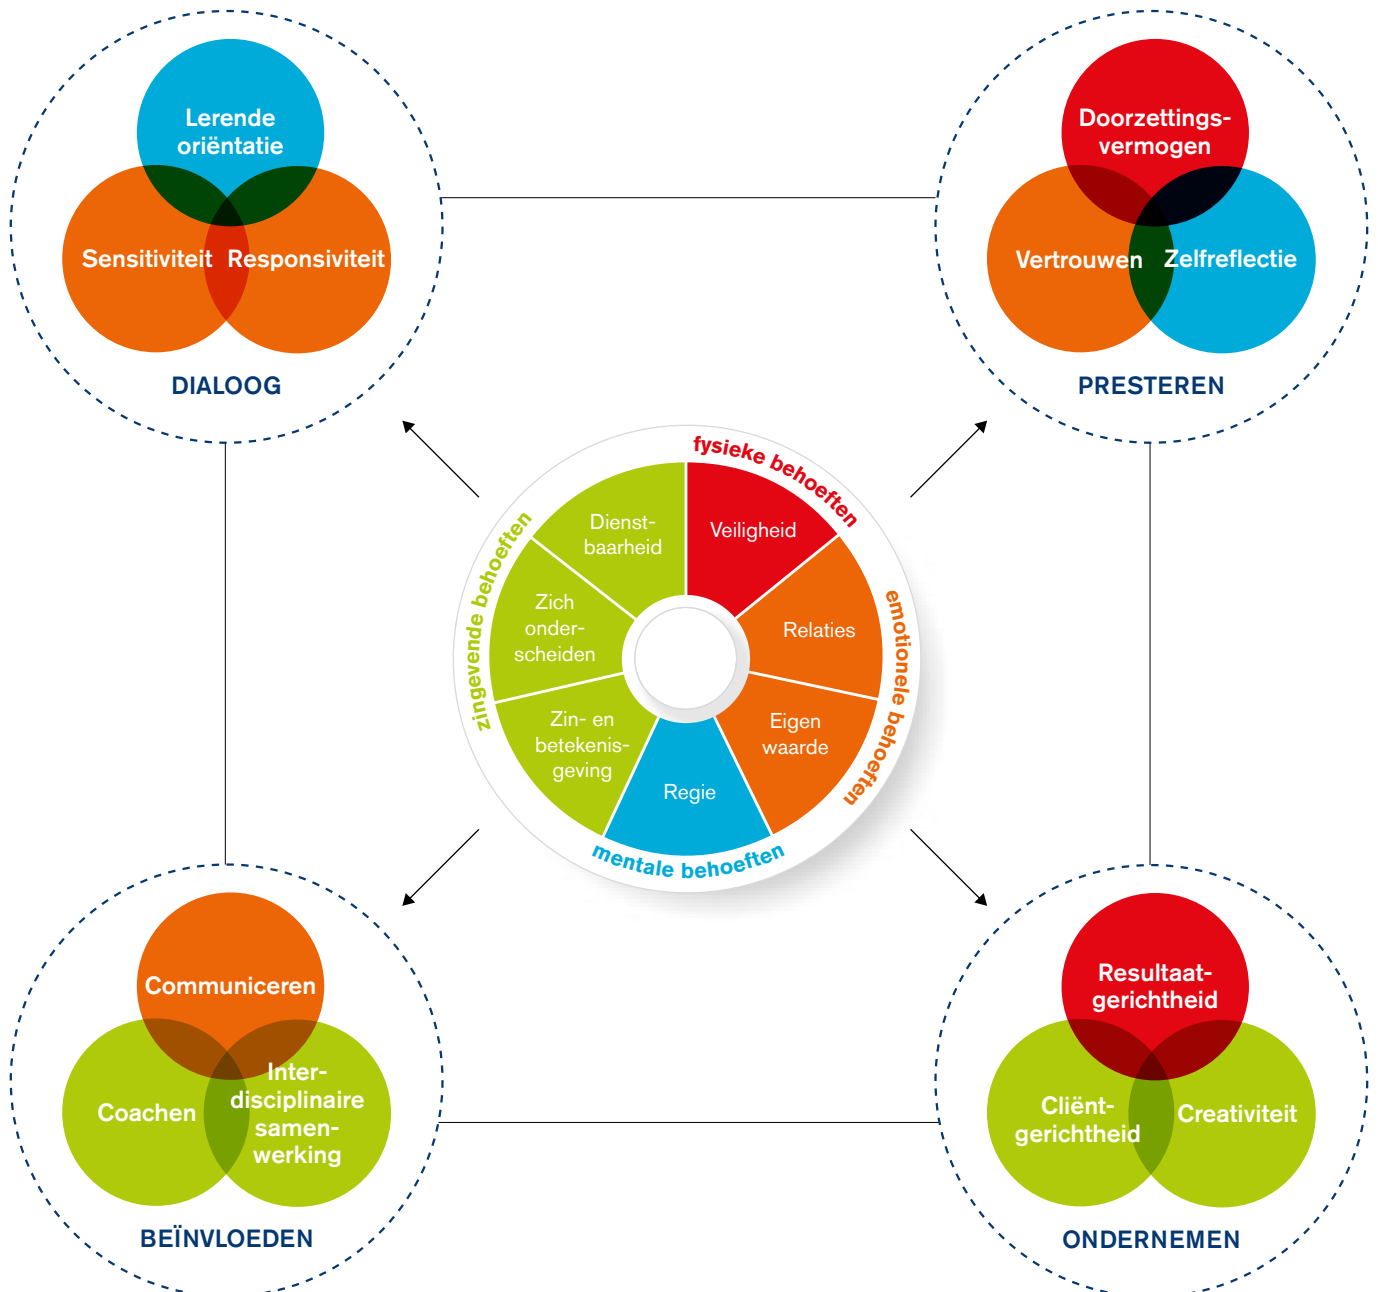 Lerende
oriëntatie
Sensitiviteit
Responsiviteit
DIALOOG
Doorzettings-
vermogen
Vertrouwen
Zelfreflectie
PRESTEREN
fysieke behoeften
Veiligheid
emotionele behoeften
Relaties
Eigen
waarde
mentale behoeften
Regie
zingevende behoeften
Zin- en
betekenis-
geving
Zich
onder-
scheiden
Dienst-
baarheid
Communiceren
Coachen
Inter-
disciplinaire
samen-
werking
BEÏNVLOEDEN
Resultaat-
gerichtheid
Cliënt-
gerichtheid
Creativiteit
ONDERNEMEN